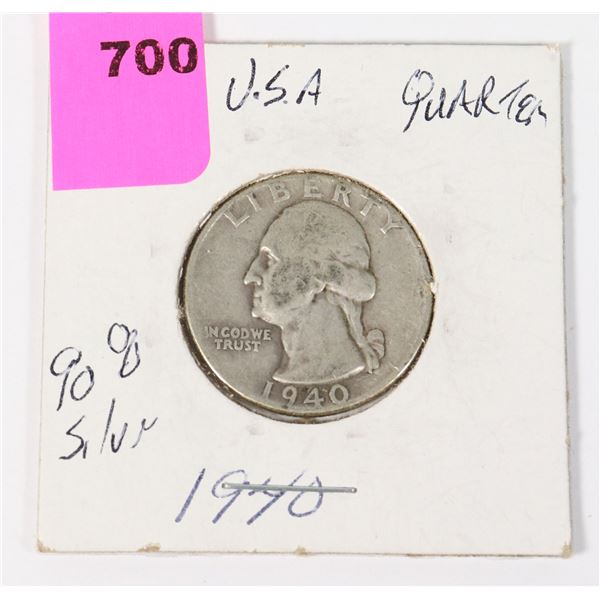 700
U.S.A QUARTER
LIBERTY
IN GOD WE
TRUST
1940
90%
Silver
1940